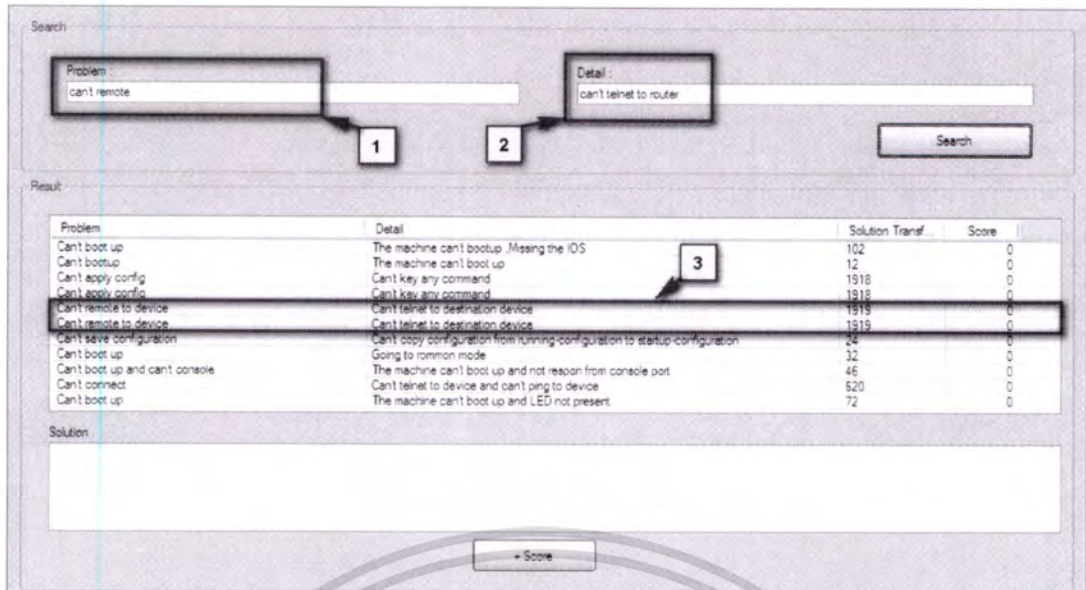 Search
Problem :
can't remote
Detail :
can't telnet to router
1
2
Search
Result
Problem Detail Solution Transf... Score
Can't boot up The machine can't bootup ,Missing the IOS 102 0
Can't bootup The machine can't boot up 12 0
Can't apply config Can't key any command 1918 0
Can't apply config Can't key any command 1918 0
Can't remote to device Can't telnet to destination device 1919 0
Can't remote to device Can't telnet to destination device 1919 0
Can't save configuration Can't copy configuration from running-configuration to startup-configuration 24 0
Can't boot up Going to rommon mode 32 0
Can't boot up and can't console The machine can't boot up and not respon from console port 46 0
Can't connect Can't telnet to device and can't ping to device 620 0
Can't boot up The machine can't boot up and LED not present. 72 0
3
Solution
+ Score